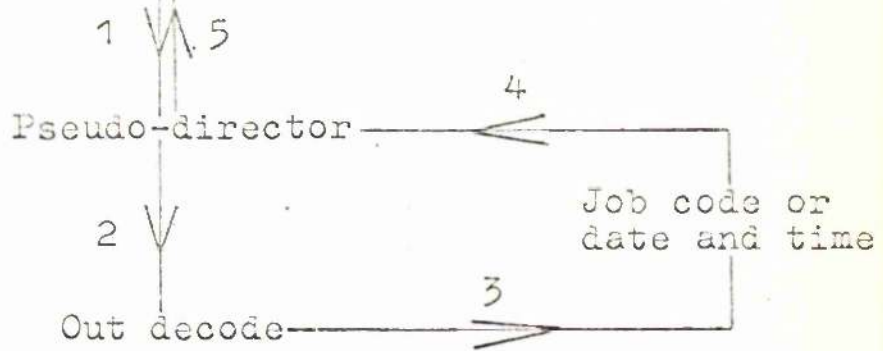 1 5
4
Pseudo-director
Job code or
2
date and time
3
Out decode